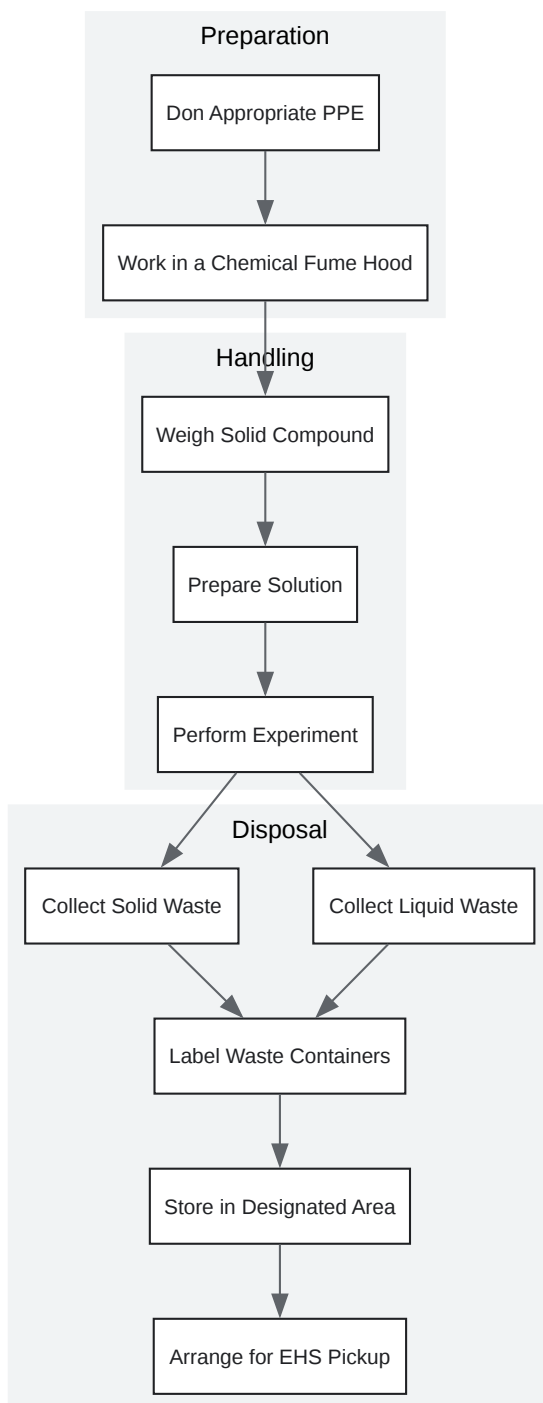 Preparation
Don Appropriate PPE
Work in a Chemical Fume Hood
Handling
Weigh Solid Compound
Prepare Solution
Perform Experiment
Disposal
Collect Solid Waste
Collect Liquid Waste
Label Waste Containers
Store in Designated Area
Arrange for EHS Pickup